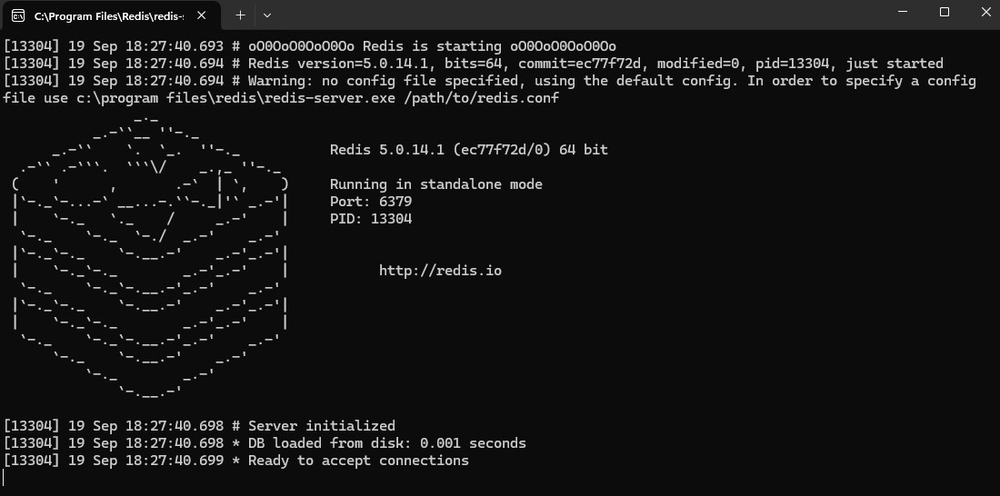 C:\Program Files\Redis\redis-s
[13304] 19 Sep 18:27:40.693 # oO0OoO0OoO0Oo Redis is starting oO0OoO0OoO0Oo
[13304] 19 Sep 18:27:40.694 # Redis version=5.0.14.1, bits=64, commit=ec77f72d, modified=0, pid=13304, just started
[13304] 19 Sep 18:27:40.694 # Warning: no config file specified, using the default config. In order to specify a config
file use c:\program files\redis\redis-server.exe /path/to/redis.conf
Redis 5.0.14.1 (ec77f72d/0) 64 bit
Running in standalone mode
Port: 6379
PID: 13304
http://redis.io
[13304] 19 Sep 18:27:40.698 # Server initialized
[13304] 19 Sep 18:27:40.698 * DB loaded from disk: 0.001 seconds
[13304] 19 Sep 18:27:40.699 * Ready to accept connections